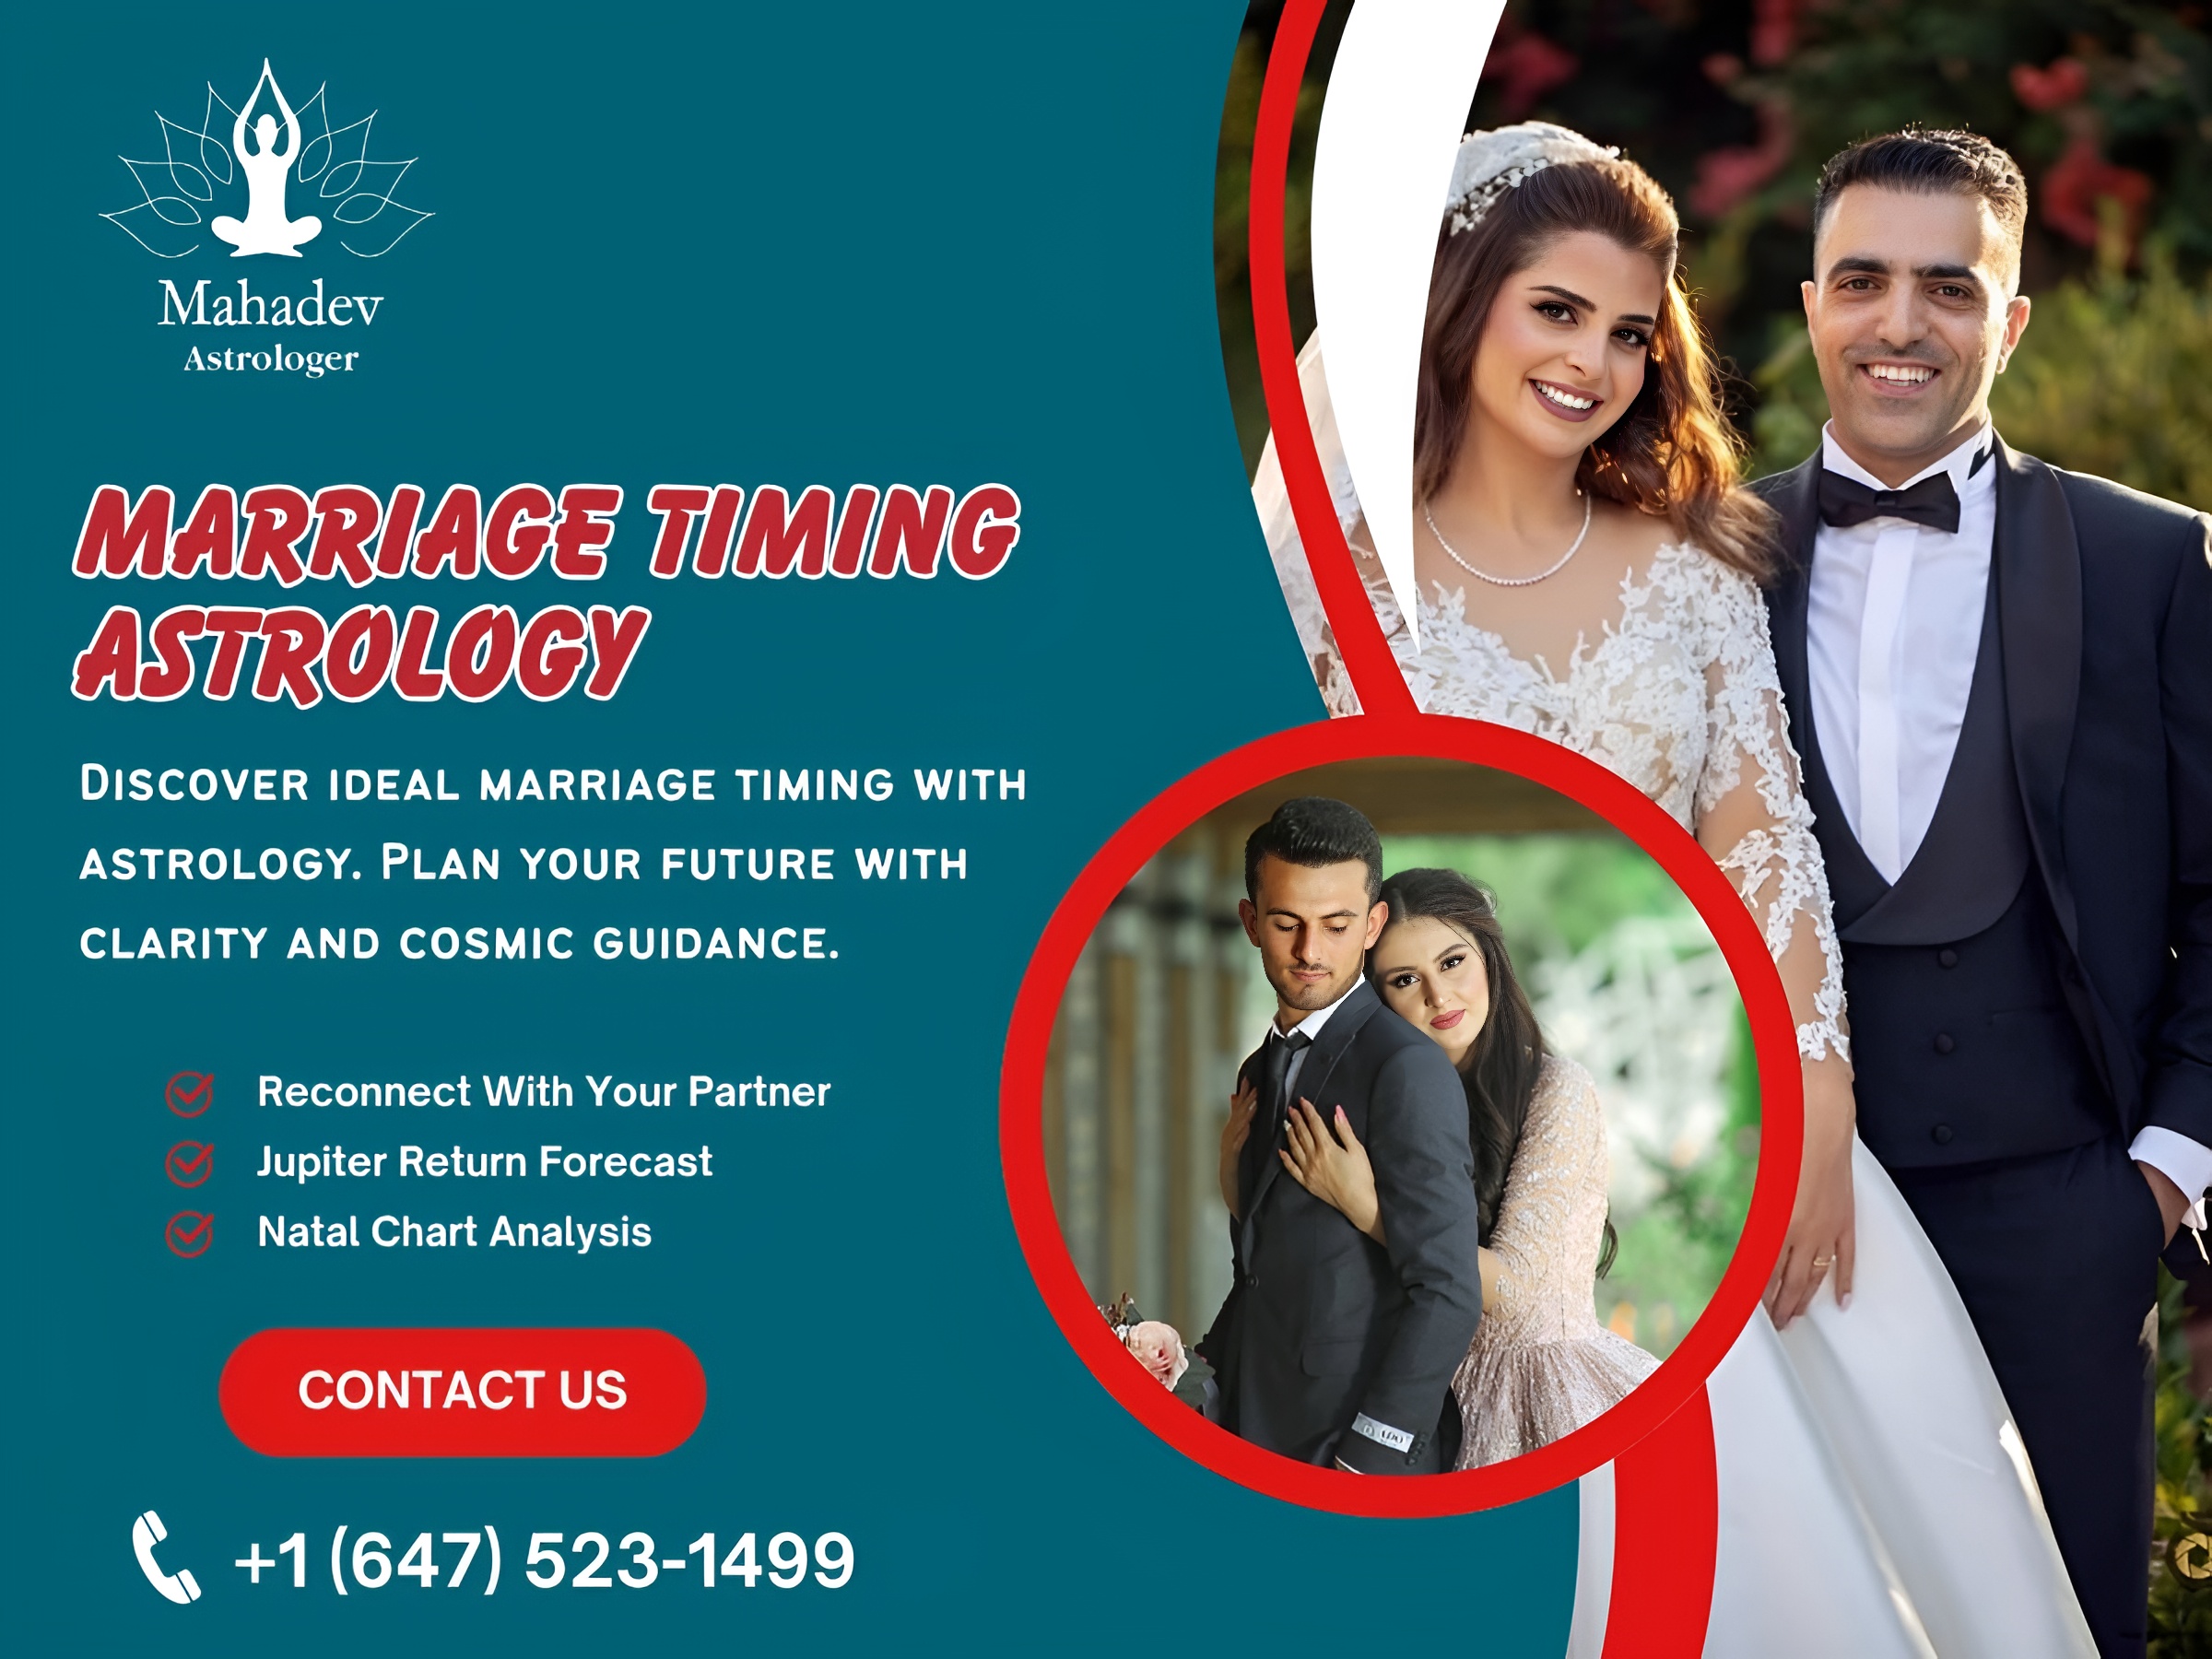 Mahadev
Astrologer
MARRIAGE TIMING
ASTROLOGY
Discover ideal marriage timing with
astrology. Plan your future with
clarity and cosmic guidance.
Reconnect With Your Partner
Jupiter Return Forecast
Natal Chart Analysis
CONTACT US
+1 (647) 523-1499